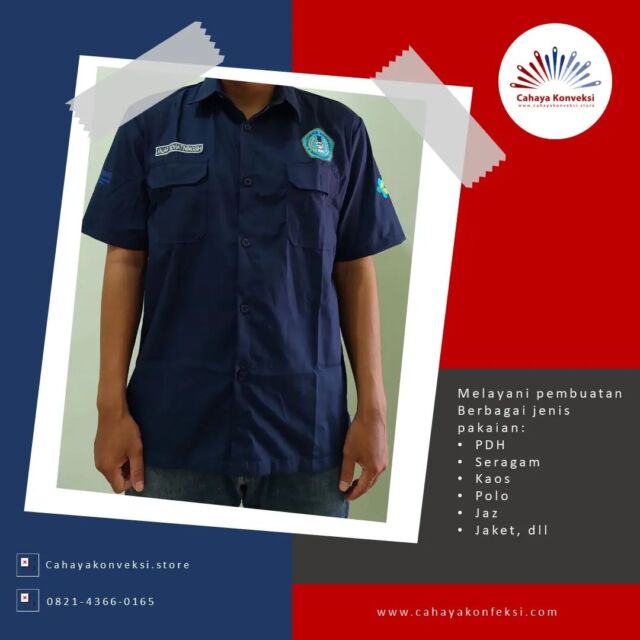 Cahaya Konveksi
www.cahayakonveksi.store
Melayani pembuatan
Berbagai jenis
pakaian:
• PDH
• Seragam
• Kaos
• Polo
• Jaz
• Jaket, dll
Cahayakonveksi.store
0821-4366-0165
www.cahayakonfeksi.com